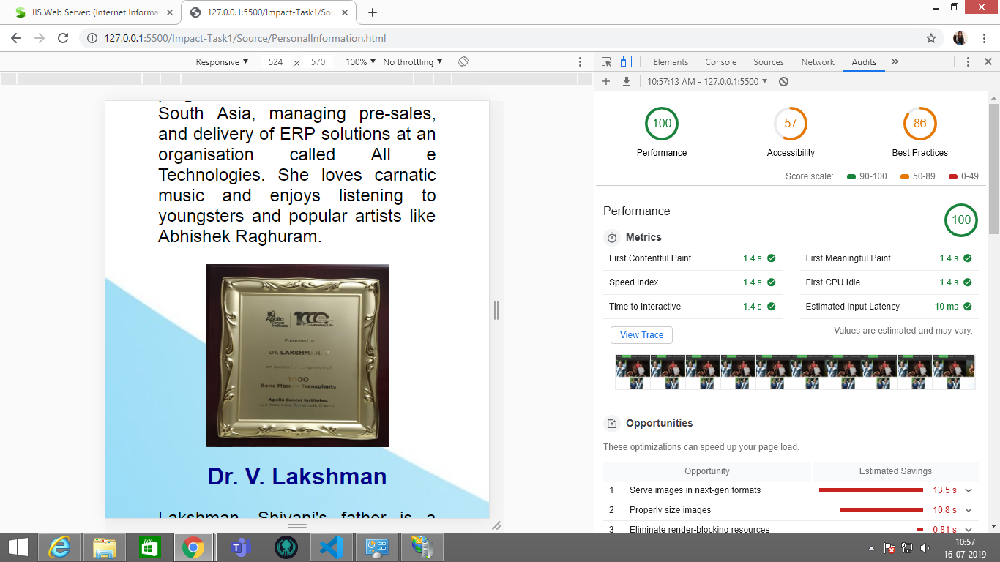 IIS Web Server: (Internet Informa
127.0.0.1:5500/Impact-Task1/Sou
127.0.0.1:5500/Impact-Task1/Source/PersonalInformation.html
Responsive
524 x 570
100%
No throttling
Elements
Console
Sources
Network
Audits
10:57:13 AM - 127.0.0.1:5500
South Asia, managing pre-sales,
and delivery of ERP solutions at an
organisation called All e
Technologies. She loves carnatic
music and enjoys listening to
youngsters and popular artists like
Abhishek Raghuram.
Apollo
Cancer
Institutes
1000
Celebrating Life
Presented to
Dr. LAKSHMAN.
on successful completion of
1000
Bone Marrow Transplants
Apollo Cancer Institutes,
Dr. V. Lakshman
Lakshman, Shivani's father is a
100
57
86
Performance
Accessibility
Best Practices
Score scale:
90-100
50-89
0-49
Performance
100
Metrics
First Contentful Paint 1.4 s
First Meaningful Paint 1.4 s
Speed Index 1.4 s
First CPU Idle 1.4 s
Time to Interactive 1.4 s
Estimated Input Latency 10 ms
View Trace
Values are estimated and may vary.
Opportunities
These optimizations can speed up your page load.
Opportunity
Estimated Savings
1 Serve images in next-gen formats 13.5 s
2 Properly size images 10.8 s
3 Eliminate render-blocking resources 0.81 s
10:57
16-07-2019